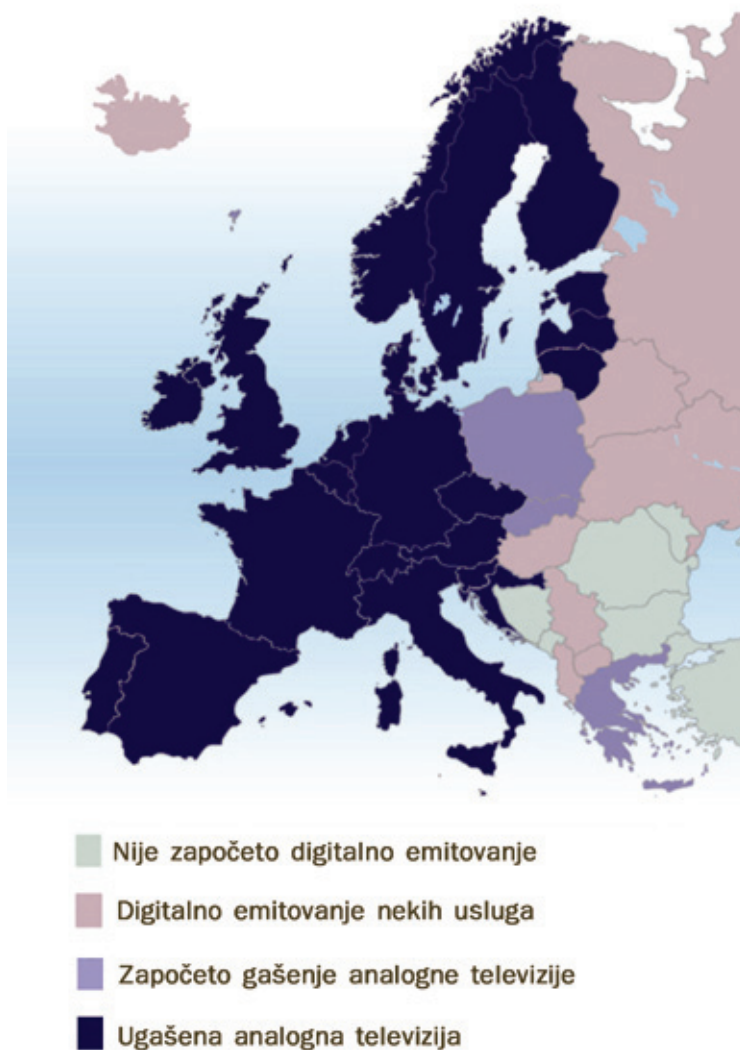 Nije započeto digitalno emitovanje
Digitalno emitovanje nekih usluga
Započeto gašenje analogne televizije
Ugašena analogna televizija